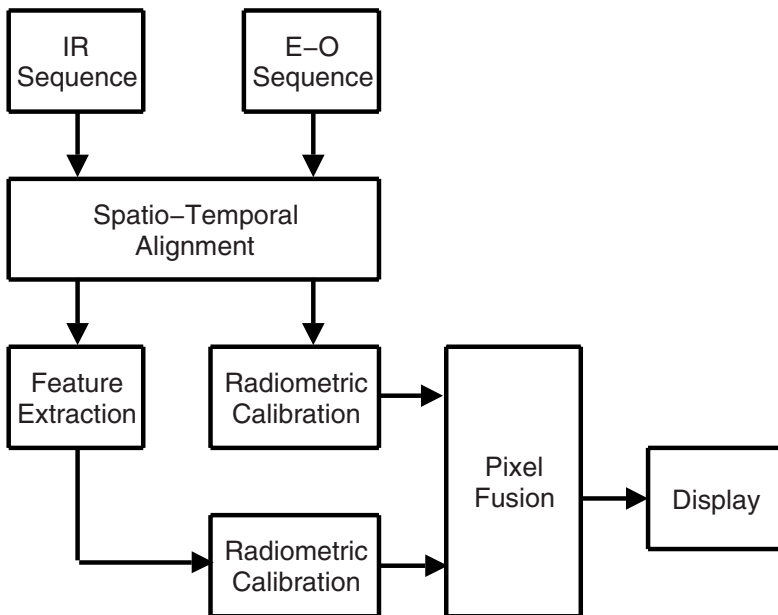 IR
Sequence
E−O
Sequence
Spatio−Temporal
Alignment
Feature
Extraction
Radiometric
Calibration
Pixel
Fusion
Display
Radiometric
Calibration